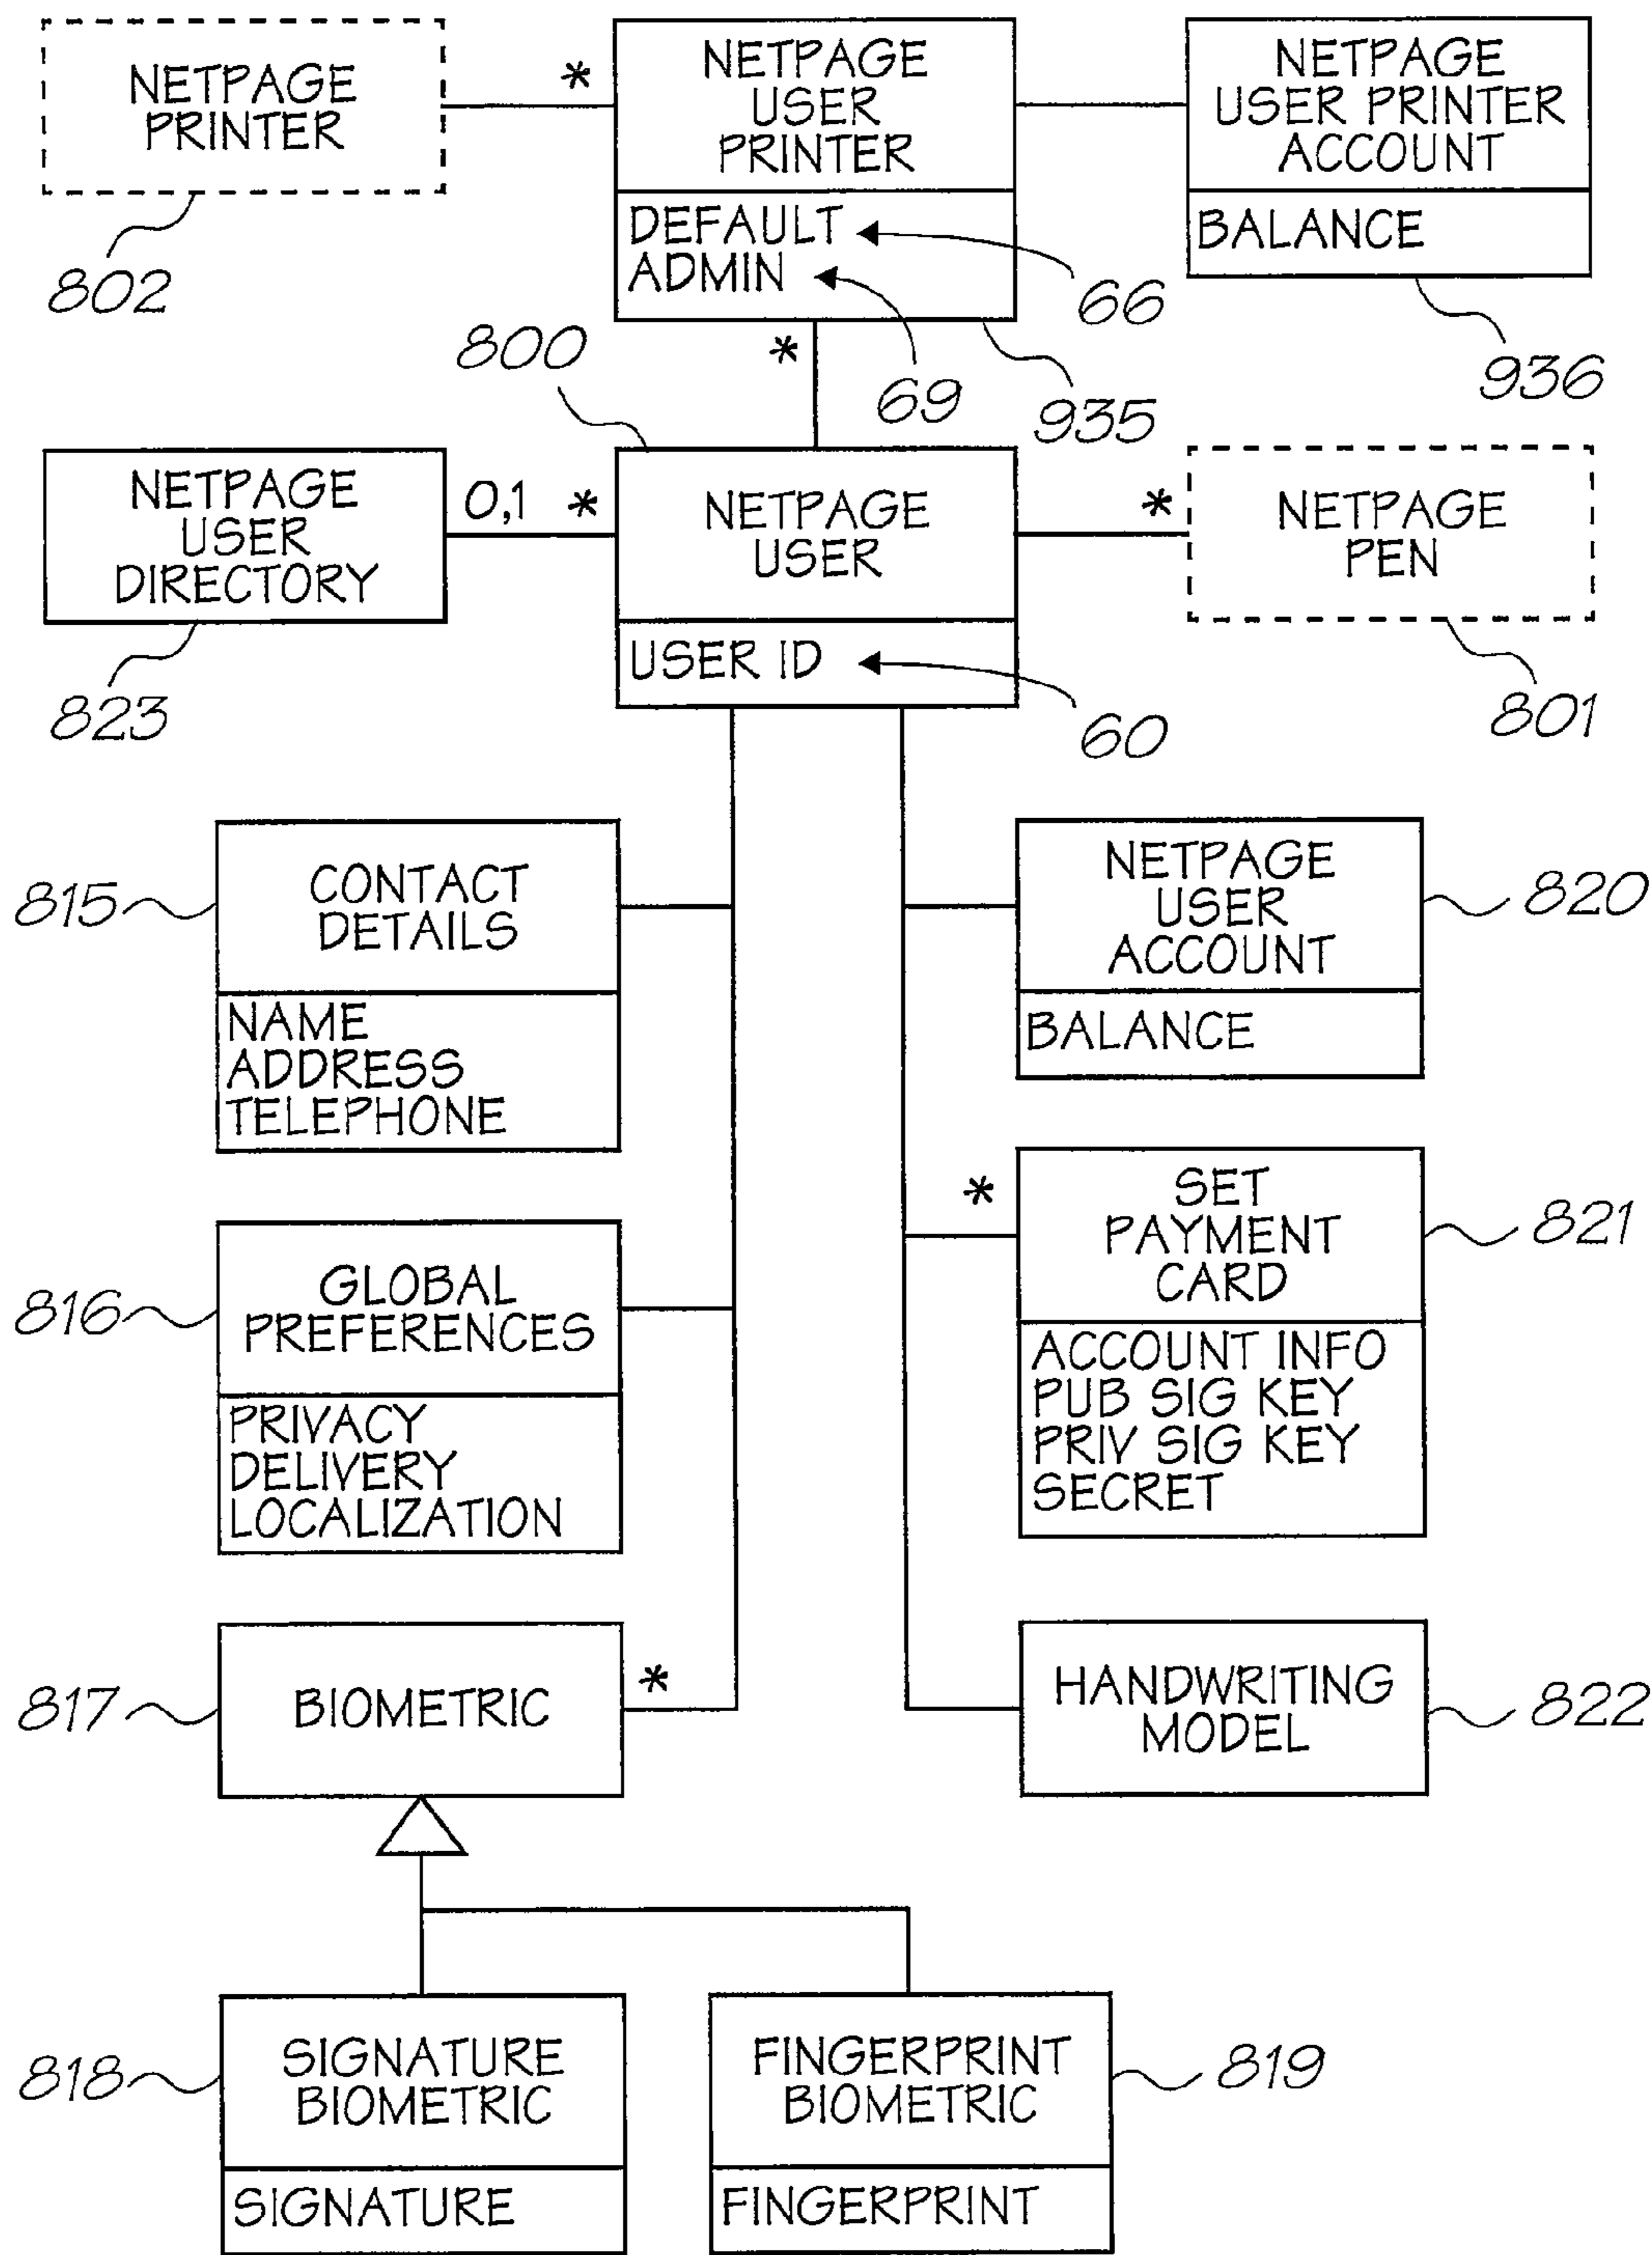 NETPAGE
PRINTER
802
*
NETPAGE
USER
PRINTER
DEFAULT
ADMIN
66
69
935
*
NETPAGE
USER PRINTER
ACCOUNT
BALANCE
936
800
NETPAGE
USER
DIRECTORY
823
0,1 *
NETPAGE
USER
USER ID
60
*
NETPAGE
PEN
801
815
CONTACT
DETAILS
NAME
ADDRESS
TELEPHONE
NETPAGE
USER
ACCOUNT
BALANCE
820
816
GLOBAL
PREFERENCES
PRIVACY
DELIVERY
LOCALIZATION
*
SET
PAYMENT
CARD
ACCOUNT INFO
PUB SIG KEY
PRIV SIG KEY
SECRET
821
817
BIOMETRIC
*
HANDWRITING
MODEL
822
818
SIGNATURE
BIOMETRIC
SIGNATURE
FINGERPRINT
BIOMETRIC
FINGERPRINT
819